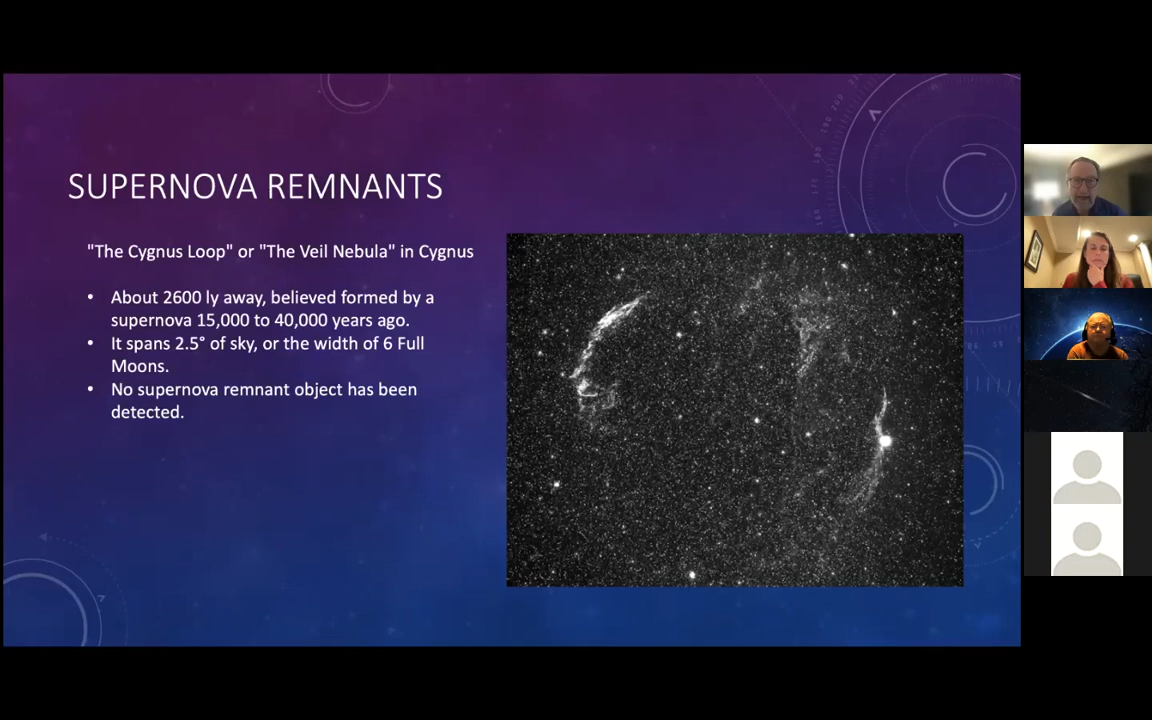 SUPERNOVA REMNANTS
"The Cygnus Loop" or "The Veil Nebula" in Cygnus
• About 2600 ly away, believed formed by a
supernova 15,000 to 40,000 years ago.
• It spans 2.5° of sky, or the width of 6 Full
Moons.
• No supernova remnant object has been
detected.